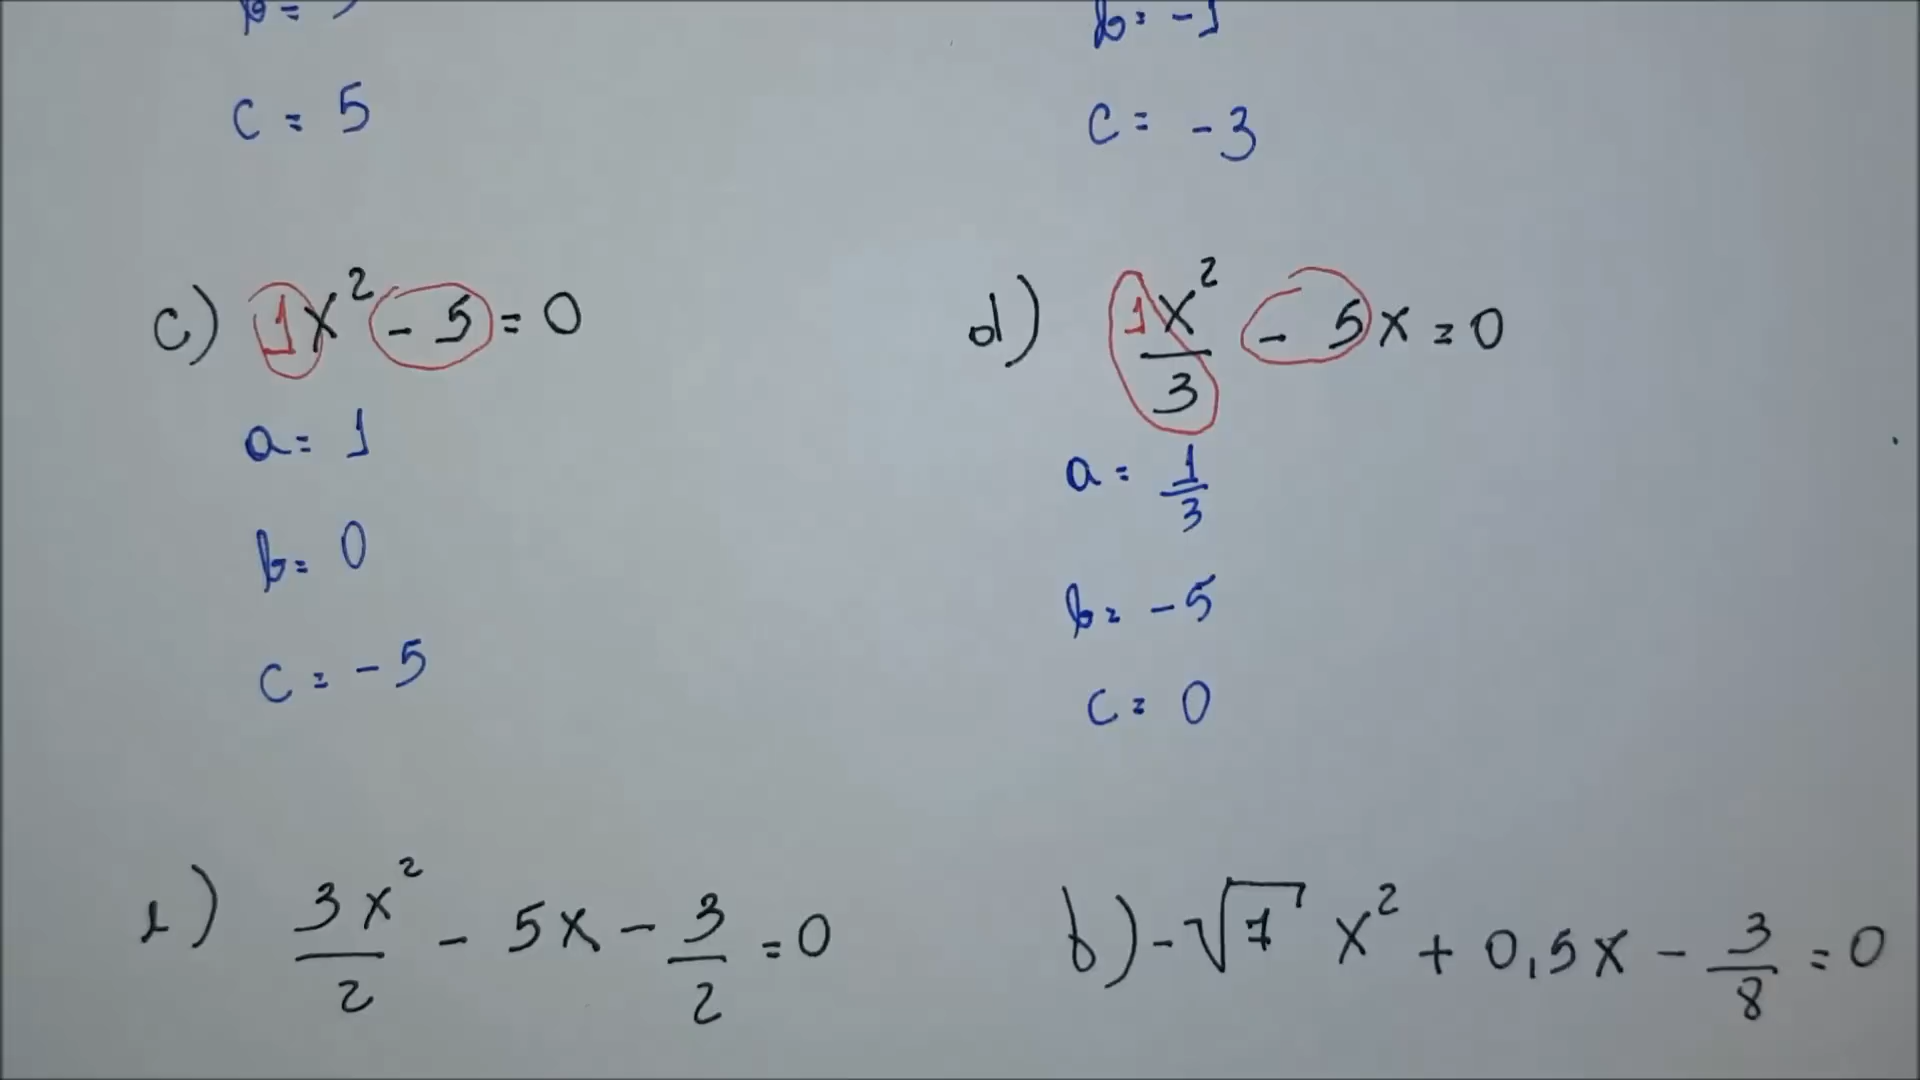 b = -1
c = 5
c = -3
c) 1x² - 5 = 0
a = 1
b = 0
c = -5
d) 1x²/3 - 5x = 0
a = 1/3
b = -5
c = 0
e) 3x²/2 - 5x - 3/2 = 0
f) -√7 x² + 0,5x - 3/8 = 0